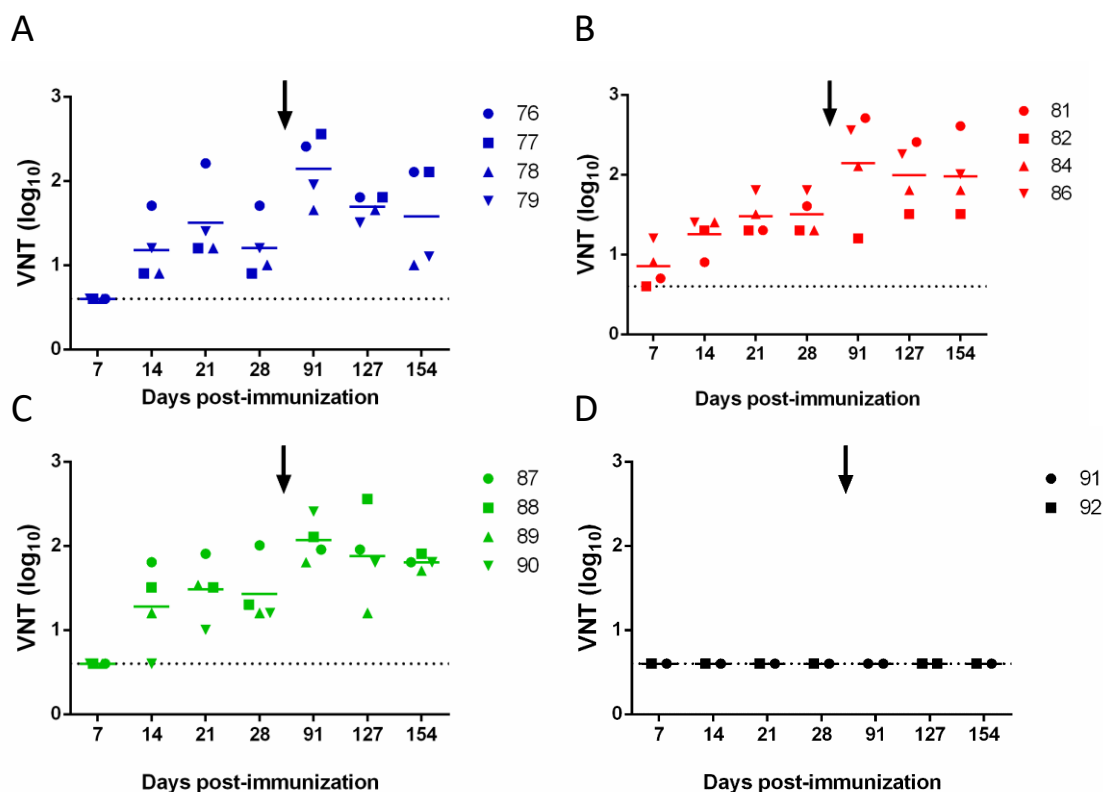 A
VNT (log10)
3
2
1
0
7 14 21 28 91 127 154
Days post-immunization
76
77
78
79
B
VNT (log10)
3
2
1
0
7 14 21 28 91 127 154
Days post-immunization
81
82
84
86
C
VNT (log10)
3
2
1
0
7 14 21 28 91 127 154
Days post-immunization
87
88
89
90
D
VNT (log10)
3
2
1
0
7 14 21 28 91 127 154
Days post-immunization
91
92